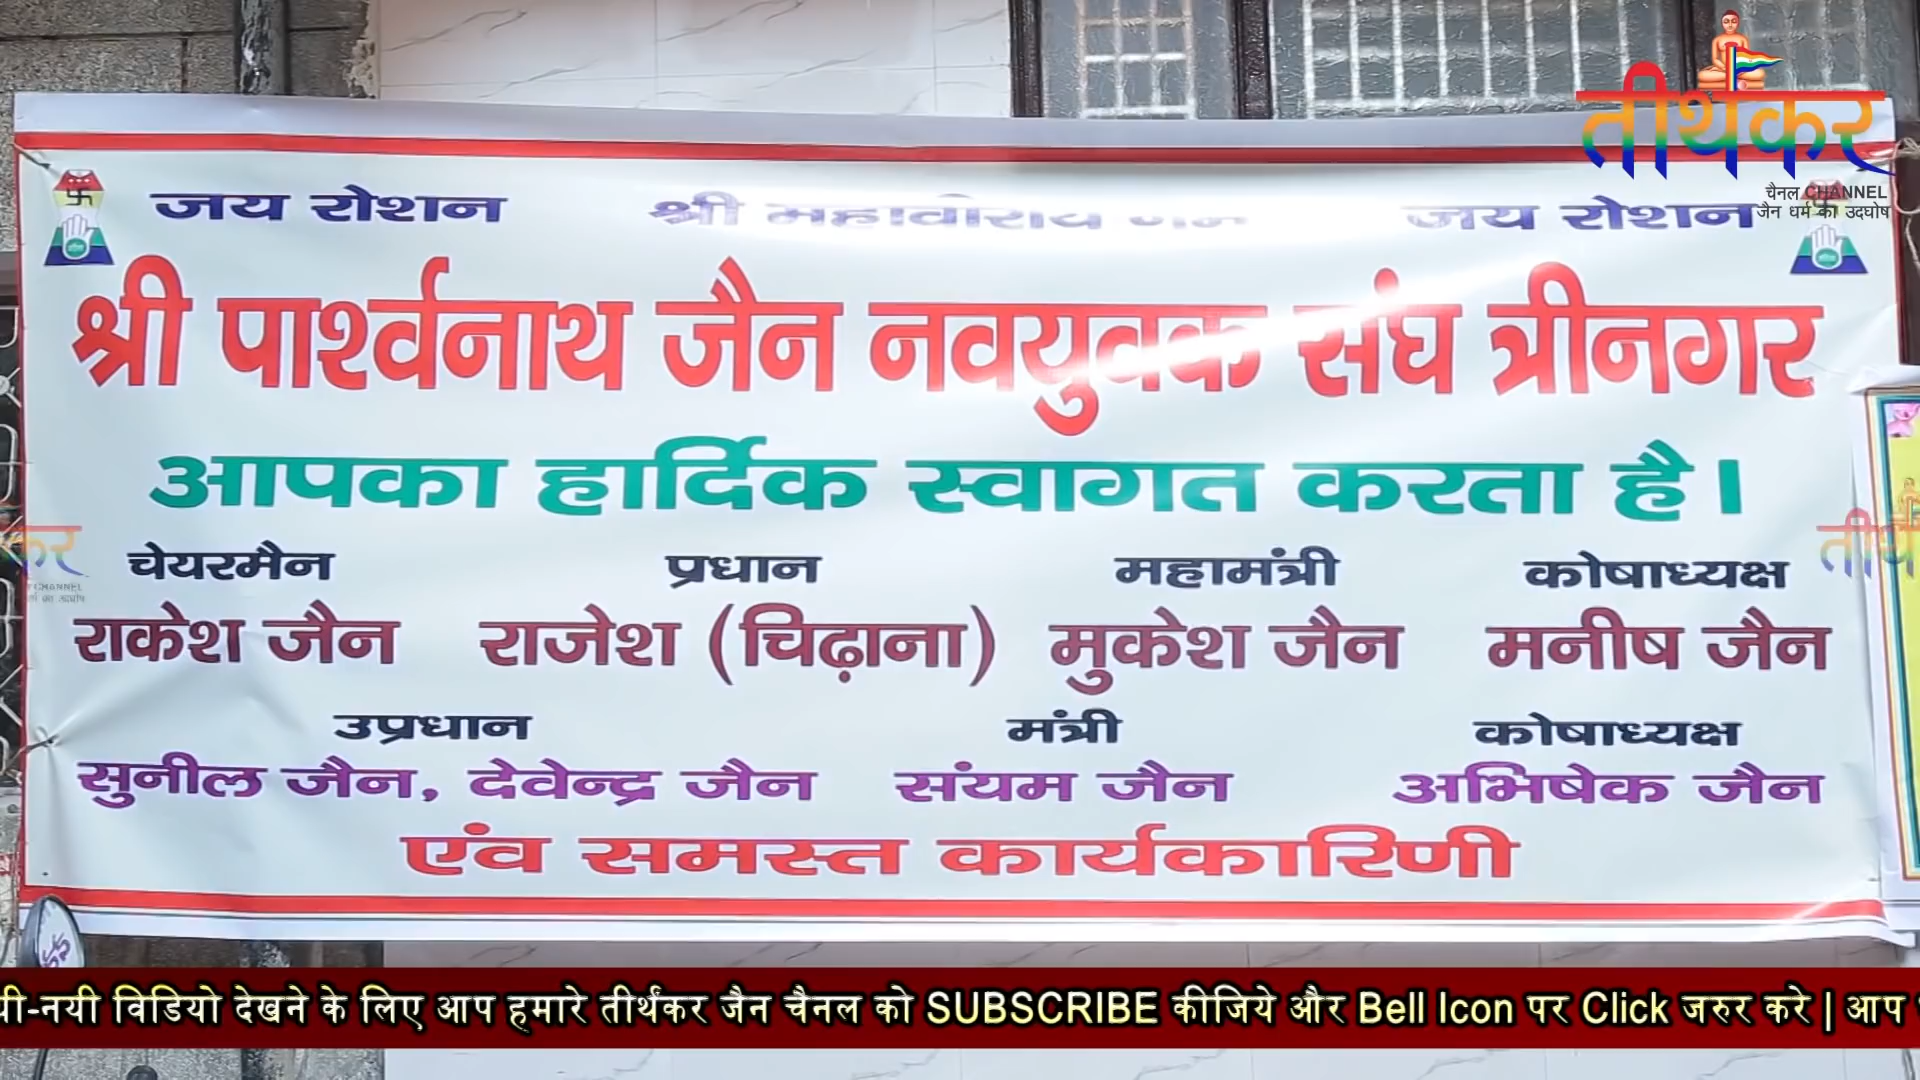 तीर्थंकर
चैनल CHANNEL
जैन धर्म का उदघोष
जय रोशन श्री महावीराय नमः जय रोशन
श्री पार्श्वनाथ जैन नवयुवक संघ त्रीनगर
आपका हार्दिक स्वागत करता है।
चेयरमैन प्रधान महामंत्री कोषाध्यक्ष
राकेश जैन राजेश (चिढ़ाना) मुकेश जैन मनीष जैन
उप्रधान मंत्री कोषाध्यक्ष
सुनील जैन, देवेन्द्र जैन संयम जैन अभिषेक जैन
एंव समस्त कार्यकारिणी
यी-नयी विडियो देखने के लिए आप हमारे तीर्थंकर जैन चैनल को SUBSCRIBE कीजिये और Bell Icon पर Click जरुर करे | आप